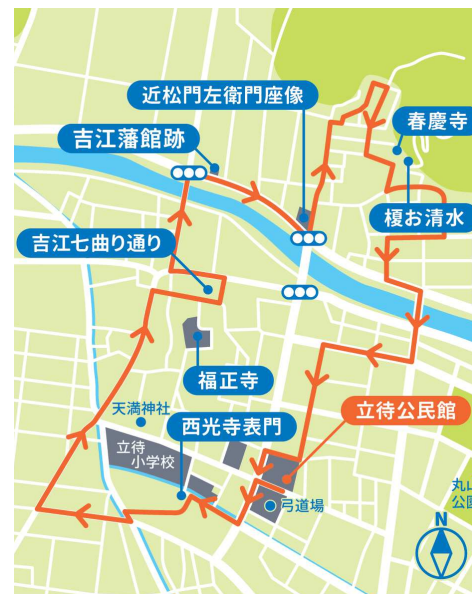 近松門左衛門座像
春慶寺
吉江藩館跡
榎お清水
吉江七曲り通り
福正寺
天満神社
西光寺表門
立待公民館
立待
小学校
弓道場
丸山
公園
N